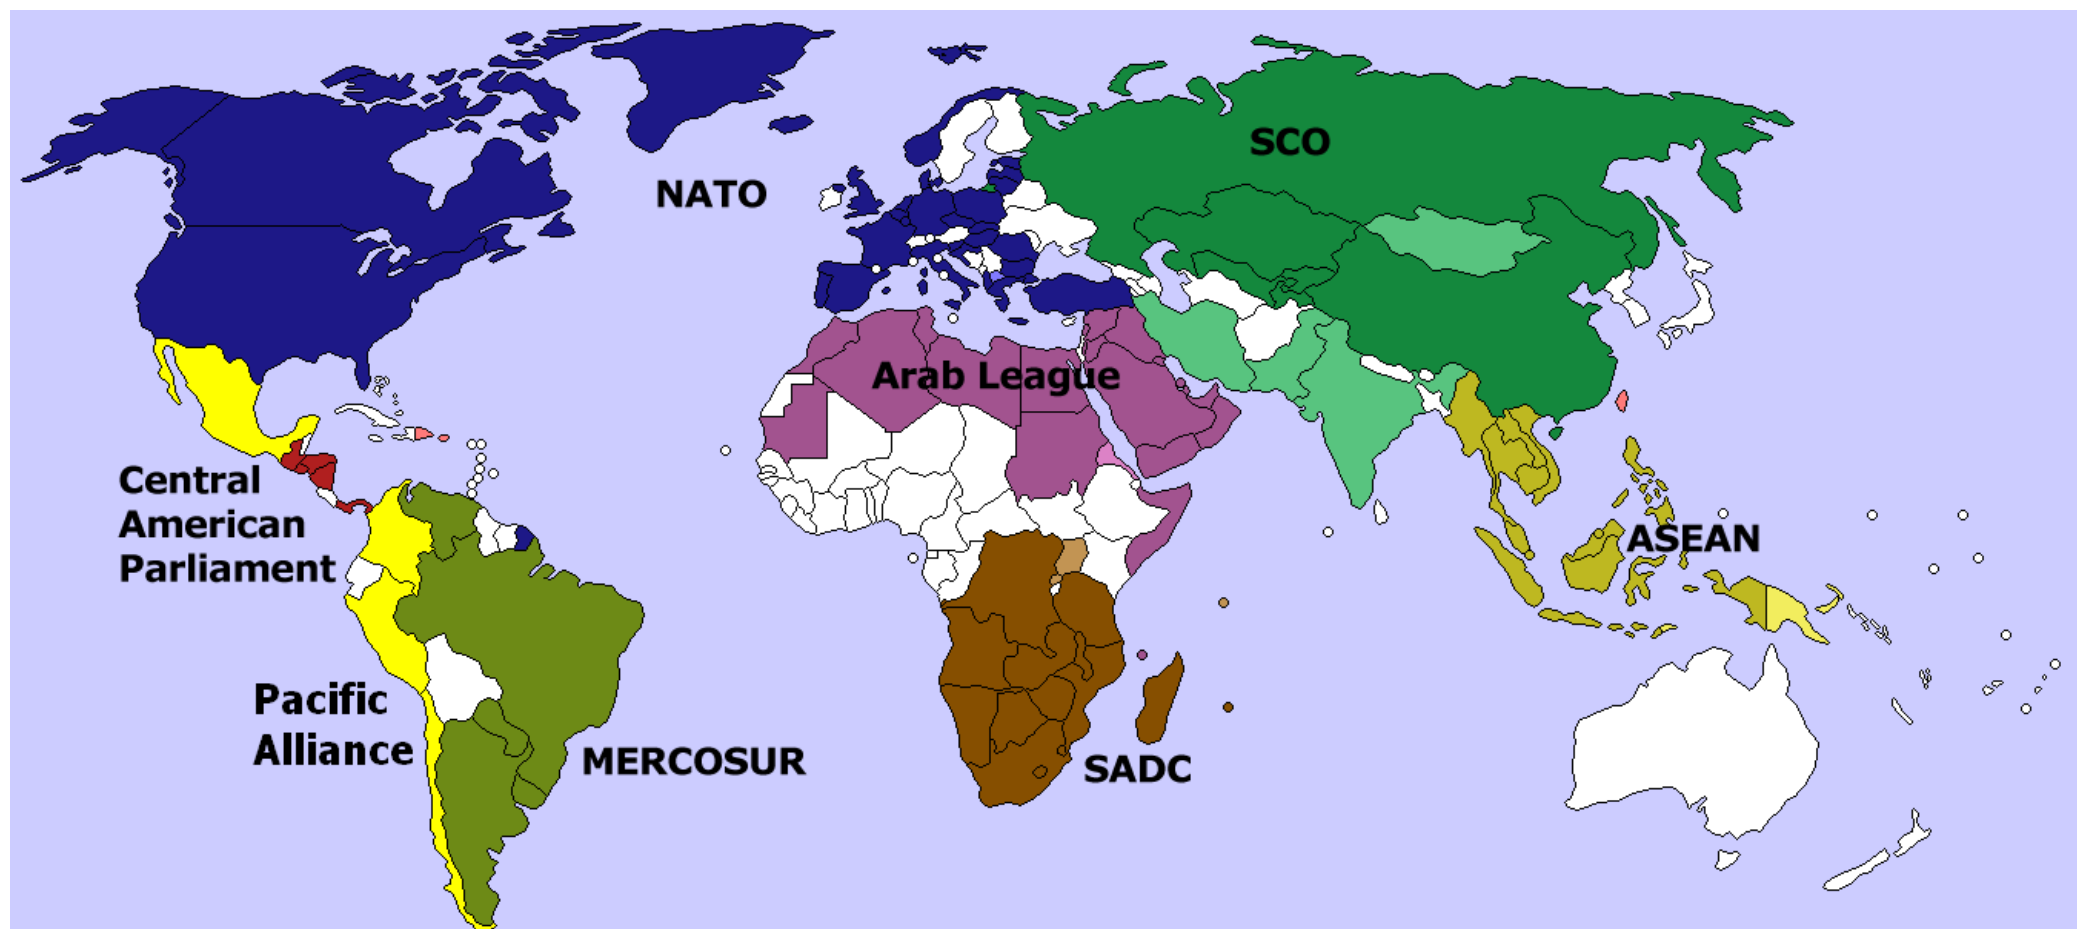 SCO
NATO
Arab League
Central
American
Parliament
ASEAN
Pacific
Alliance
MERCOSUR
SADC